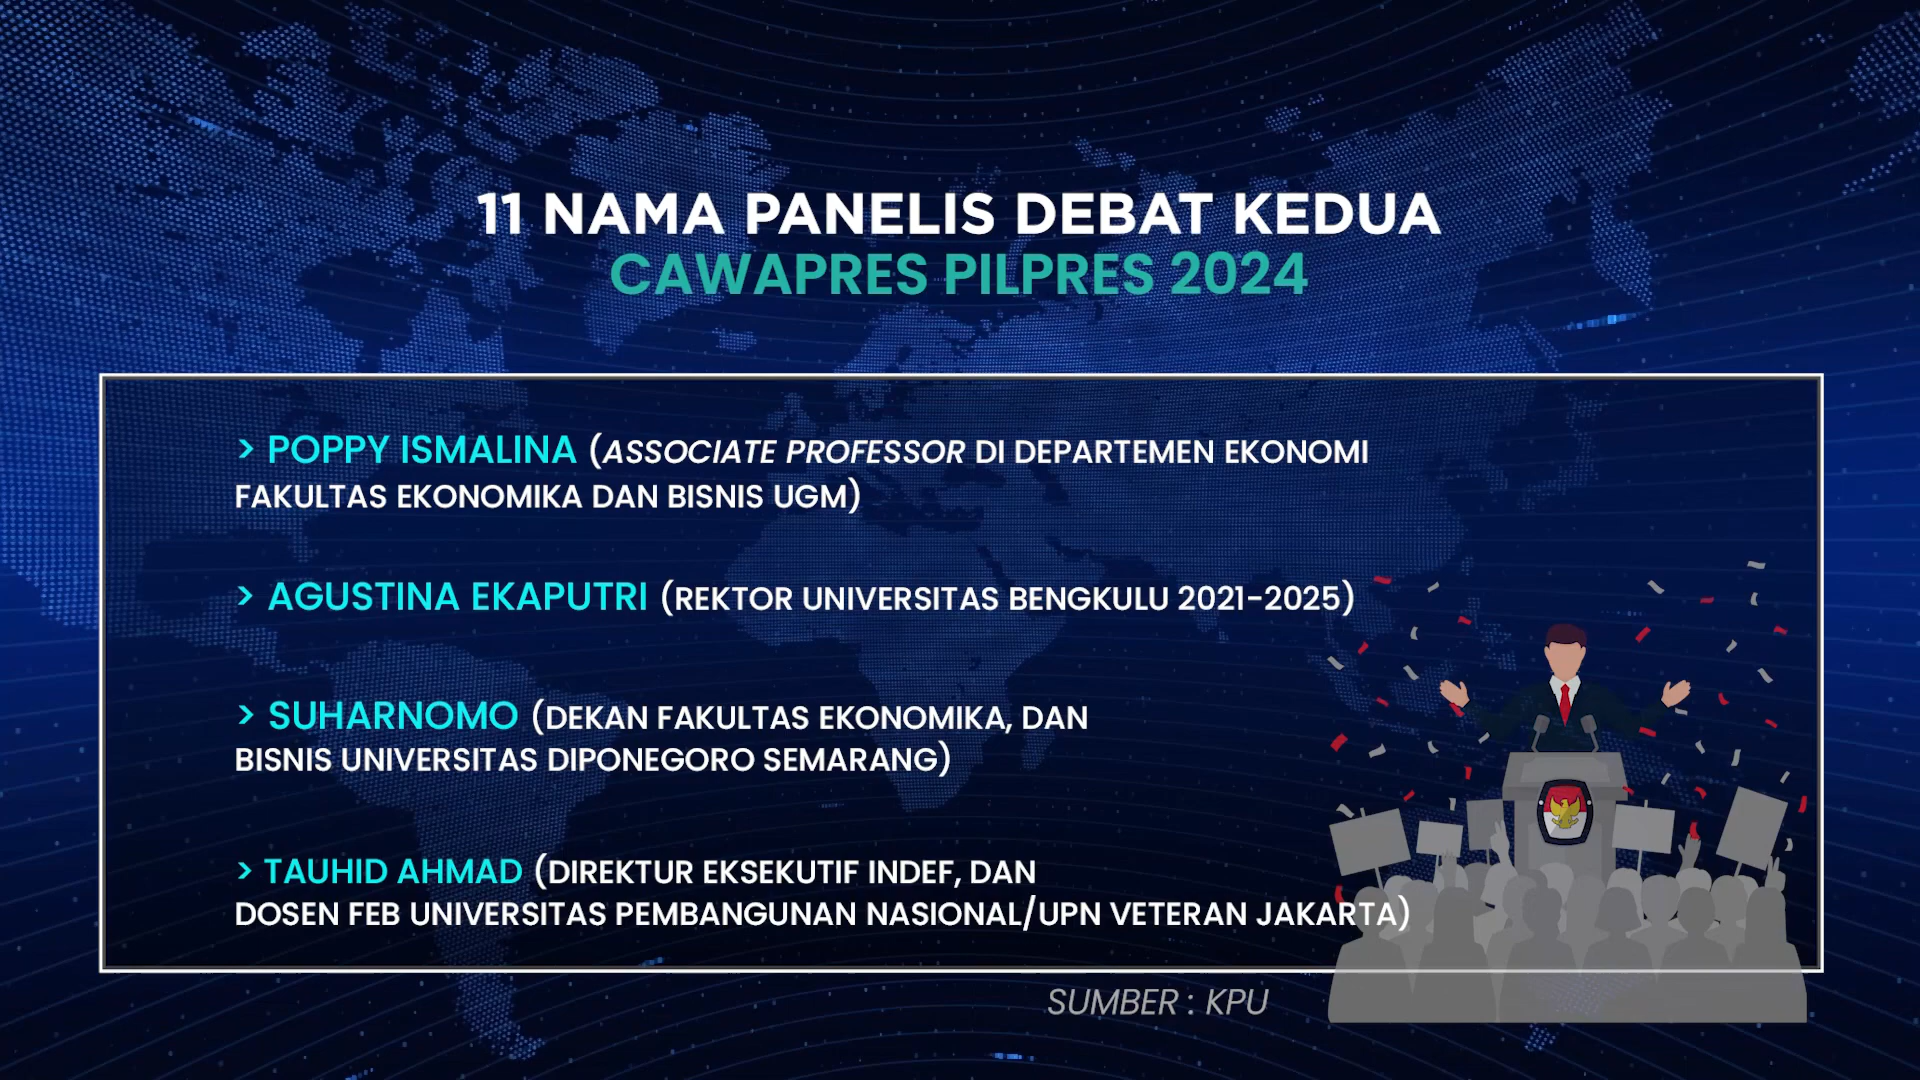 11 NAMA PANELIS DEBAT KEDUA
CAWAPRES PILPRES 2024
> POPPY ISMALINA (ASSOCIATE PROFESSOR DI DEPARTEMEN EKONOMI
FAKULTAS EKONOMIKA DAN BISNIS UGM)
> AGUSTINA EKAPUTRI (REKTOR UNIVERSITAS BENGKULU 2021-2025)
> SUHARNOMO (DEKAN FAKULTAS EKONOMIKA, DAN
BISNIS UNIVERSITAS DIPONEGORO SEMARANG)
> TAUHID AHMAD (DIREKTUR EKSEKUTIF INDEF, DAN
DOSEN FEB UNIVERSITAS PEMBANGUNAN NASIONAL/UPN VETERAN JAKARTA)
SUMBER : KPU